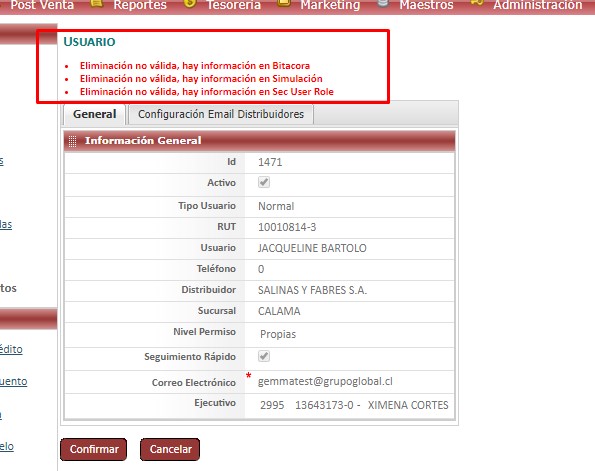 Post Venta Reportes Tesorería Marketing Maestros Administración
USUARIO
Eliminación no válida, hay información en Bitacora
Eliminación no válida, hay información en Simulación
Eliminación no válida, hay información en Sec User Role
General Configuración Email Distribuidores
Información General
Id 1471
Activo
Tipo Usuario Normal
RUT 10010814-3
Usuario JACQUELINE BARTOLO
Teléfono 0
Distribuidor SALINAS Y FABRES S.A.
Sucursal CALAMA
Nivel Permiso Propias
Seguimiento Rápido
Correo Electrónico * gemmatest@grupoglobal.cl
Ejecutivo 2995 13643173-0 - XIMENA CORTES
Confirmar Cancelar
s
las
tos
édito
uento
elo